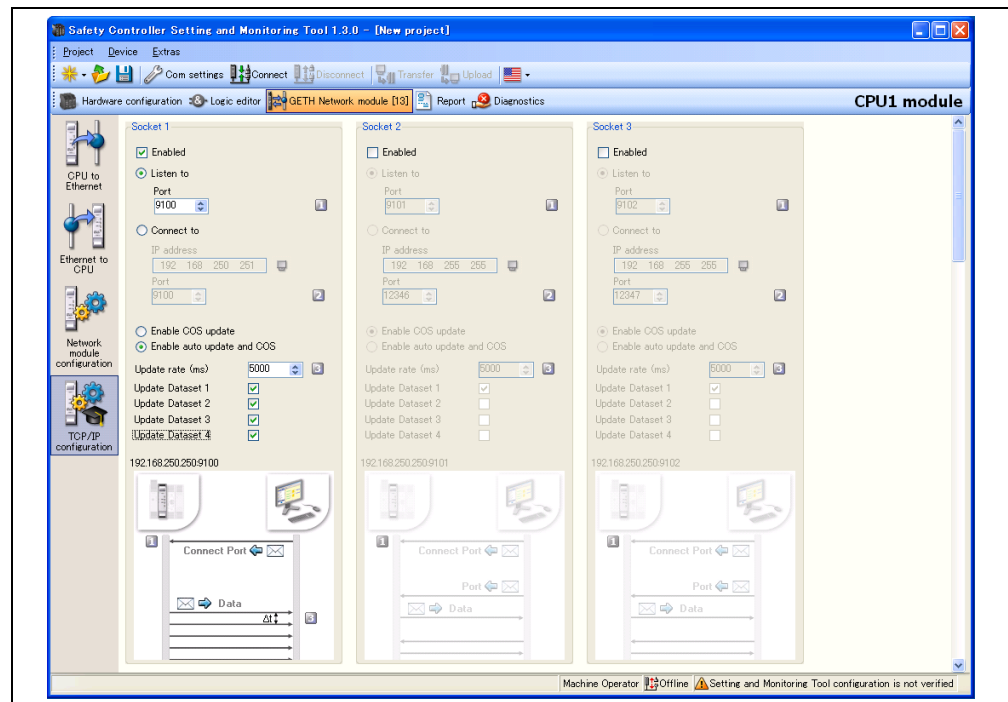 Safety Controller Setting and Monitoring Tool 1.3.0 - [New project]
Project Device Extras
Com settings Connect Disconnect Transfer Upload
Hardware configuration Logic editor GETH Network module [13] Report Diagnostics CPU1 module
CPU to Ethernet
Ethernet to CPU
Network module configuration
TCP/IP configuration
Socket 1
Enabled
Listen to
Port
9100
1
Connect to
IP address
192 168 250 251
Port
9100
2
Enable COS update
Enable auto update and COS
Update rate (ms) 5000 3
Update Dataset 1
Update Dataset 2
Update Dataset 3
Update Dataset 4
192.168.250.250:9100
1
Connect Port
Data
Δt
3
Socket 2
Enabled
Listen to
Port
9101
1
Connect to
IP address
192 168 255 255
Port
12346
2
Enable COS update
Enable auto update and COS
Update rate (ms) 5000 3
Update Dataset 1
Update Dataset 2
Update Dataset 3
Update Dataset 4
192.168.250.250:9101
1
Connect Port
Port
Data
Socket 3
Enabled
Listen to
Port
9102
1
Connect to
IP address
192 168 255 255
Port
12347
2
Enable COS update
Enable auto update and COS
Update rate (ms) 5000 3
Update Dataset 1
Update Dataset 2
Update Dataset 3
Update Dataset 4
192.168.250.250:9102
1
Connect Port
Port
Data
Machine Operator Offline Setting and Monitoring Tool configuration is not verified